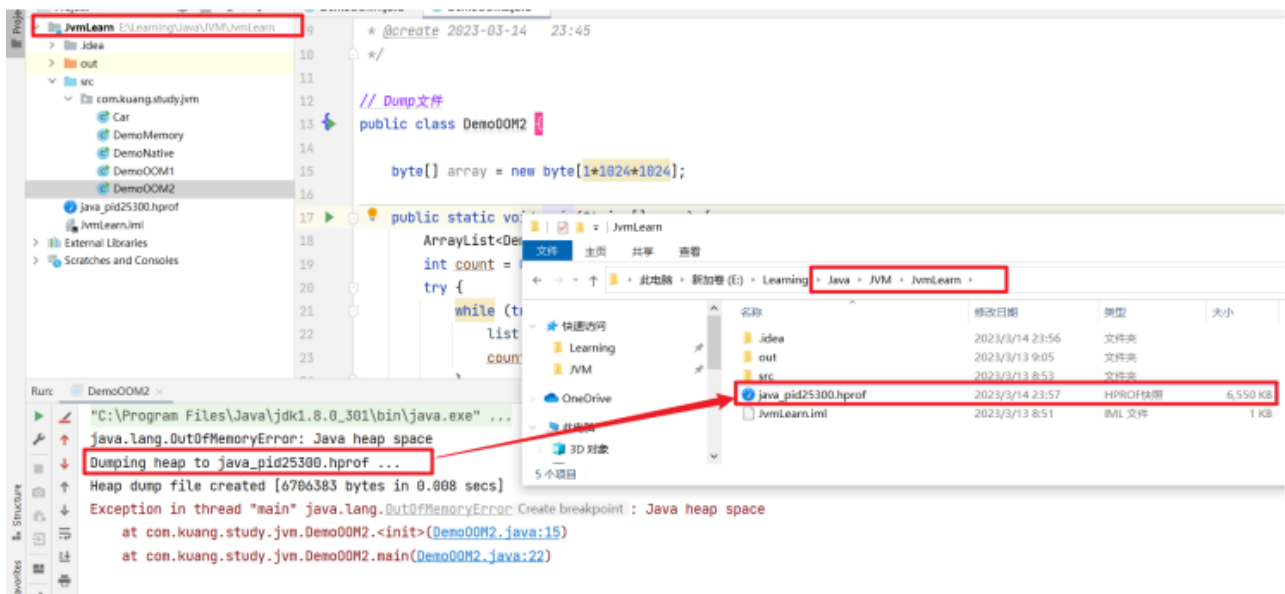 JvmLearn E:\Learning\Java\JVM\JvmLearn
.idea
out
src
com.kuang.study.jvm
Car
DemoMemory
DemoNative
DemoOOM1
DemoOOM2
java_pid25300.hprof
JvmLearn.iml
External Libraries
Scratches and Consoles
9 * @create 2023-03-14 23:45
10 */
11
12 // Dump文件
13 public class DemoOOM2 {
14
15 byte[] array = new byte[1*1024*1024];
16
17 public static
18 ArrayList<De
19 int count =
20 try {
21 while (t
22 list
23 coun
JvmLearn
文件 主页 共享 查看
此电脑 新加卷 (E:) Learning Java JVM JvmLearn
快速访问
Learning
JVM
OneDrive
此电脑
3D 对象
名称 修改日期 类型 大小
.idea 2023/3/14 23:56 文件夹
out 2023/3/13 9:05 文件夹
src 2023/3/13 8:53 文件夹
java_pid25300.hprof 2023/3/14 23:57 HPROF快照 6,550 KB
JvmLearn.iml 2023/3/13 8:51 IML 文件 1 KB
5 个项目
Run: DemoOOM2
"C:\Program Files\Java\jdk1.8.0_301\bin\java.exe" ...
java.lang.OutOfMemoryError: Java heap space
Dumping heap to java_pid25300.hprof ...
Heap dump file created [6706383 bytes in 0.008 secs]
Exception in thread "main" java.lang.OutOfMemoryError Create breakpoint : Java heap space
at com.kuang.study.jvm.DemoOOM2.<init>(DemoOOM2.java:15)
at com.kuang.study.jvm.DemoOOM2.main(DemoOOM2.java:22)
Structure